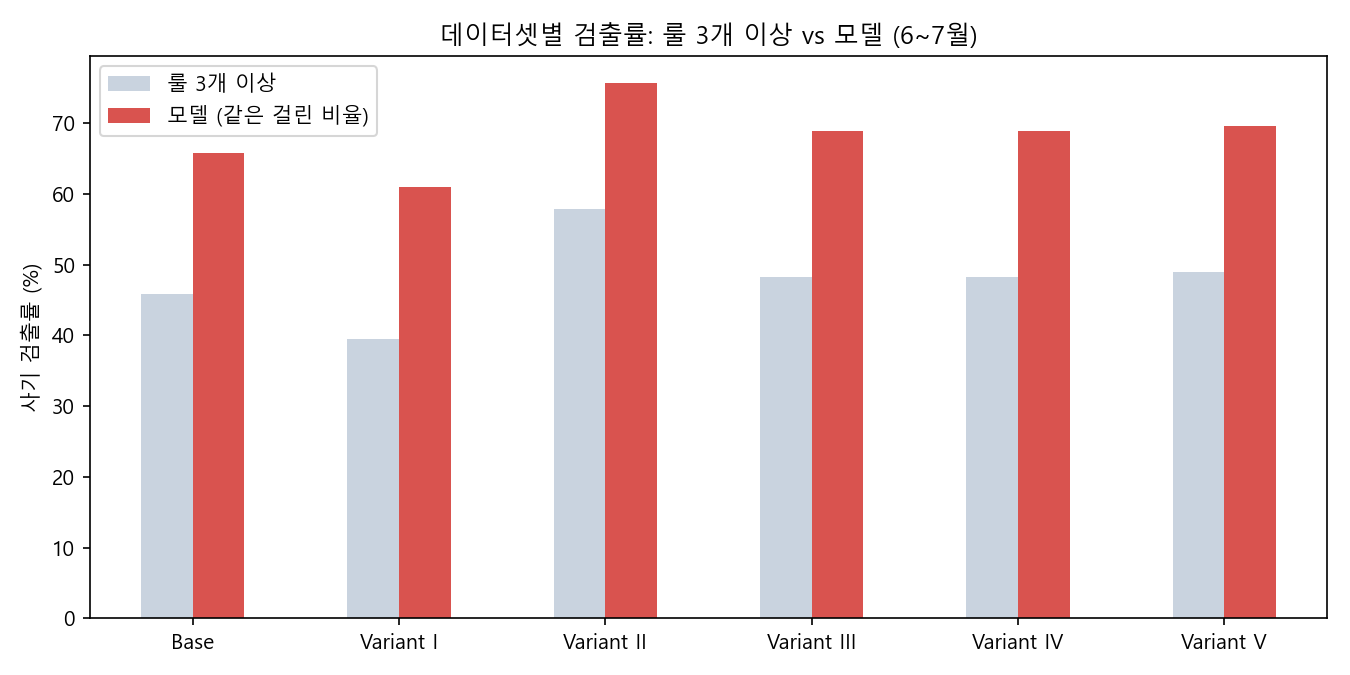 데이터셋별 검출률: 룰 3개 이상 vs 모델 (6~7월)
룰 3개 이상
모델 (같은 걸린 비율)
사기 검출률 (%)
70
60
50
40
30
20
10
0
Base
Variant I
Variant II
Variant III
Variant IV
Variant V